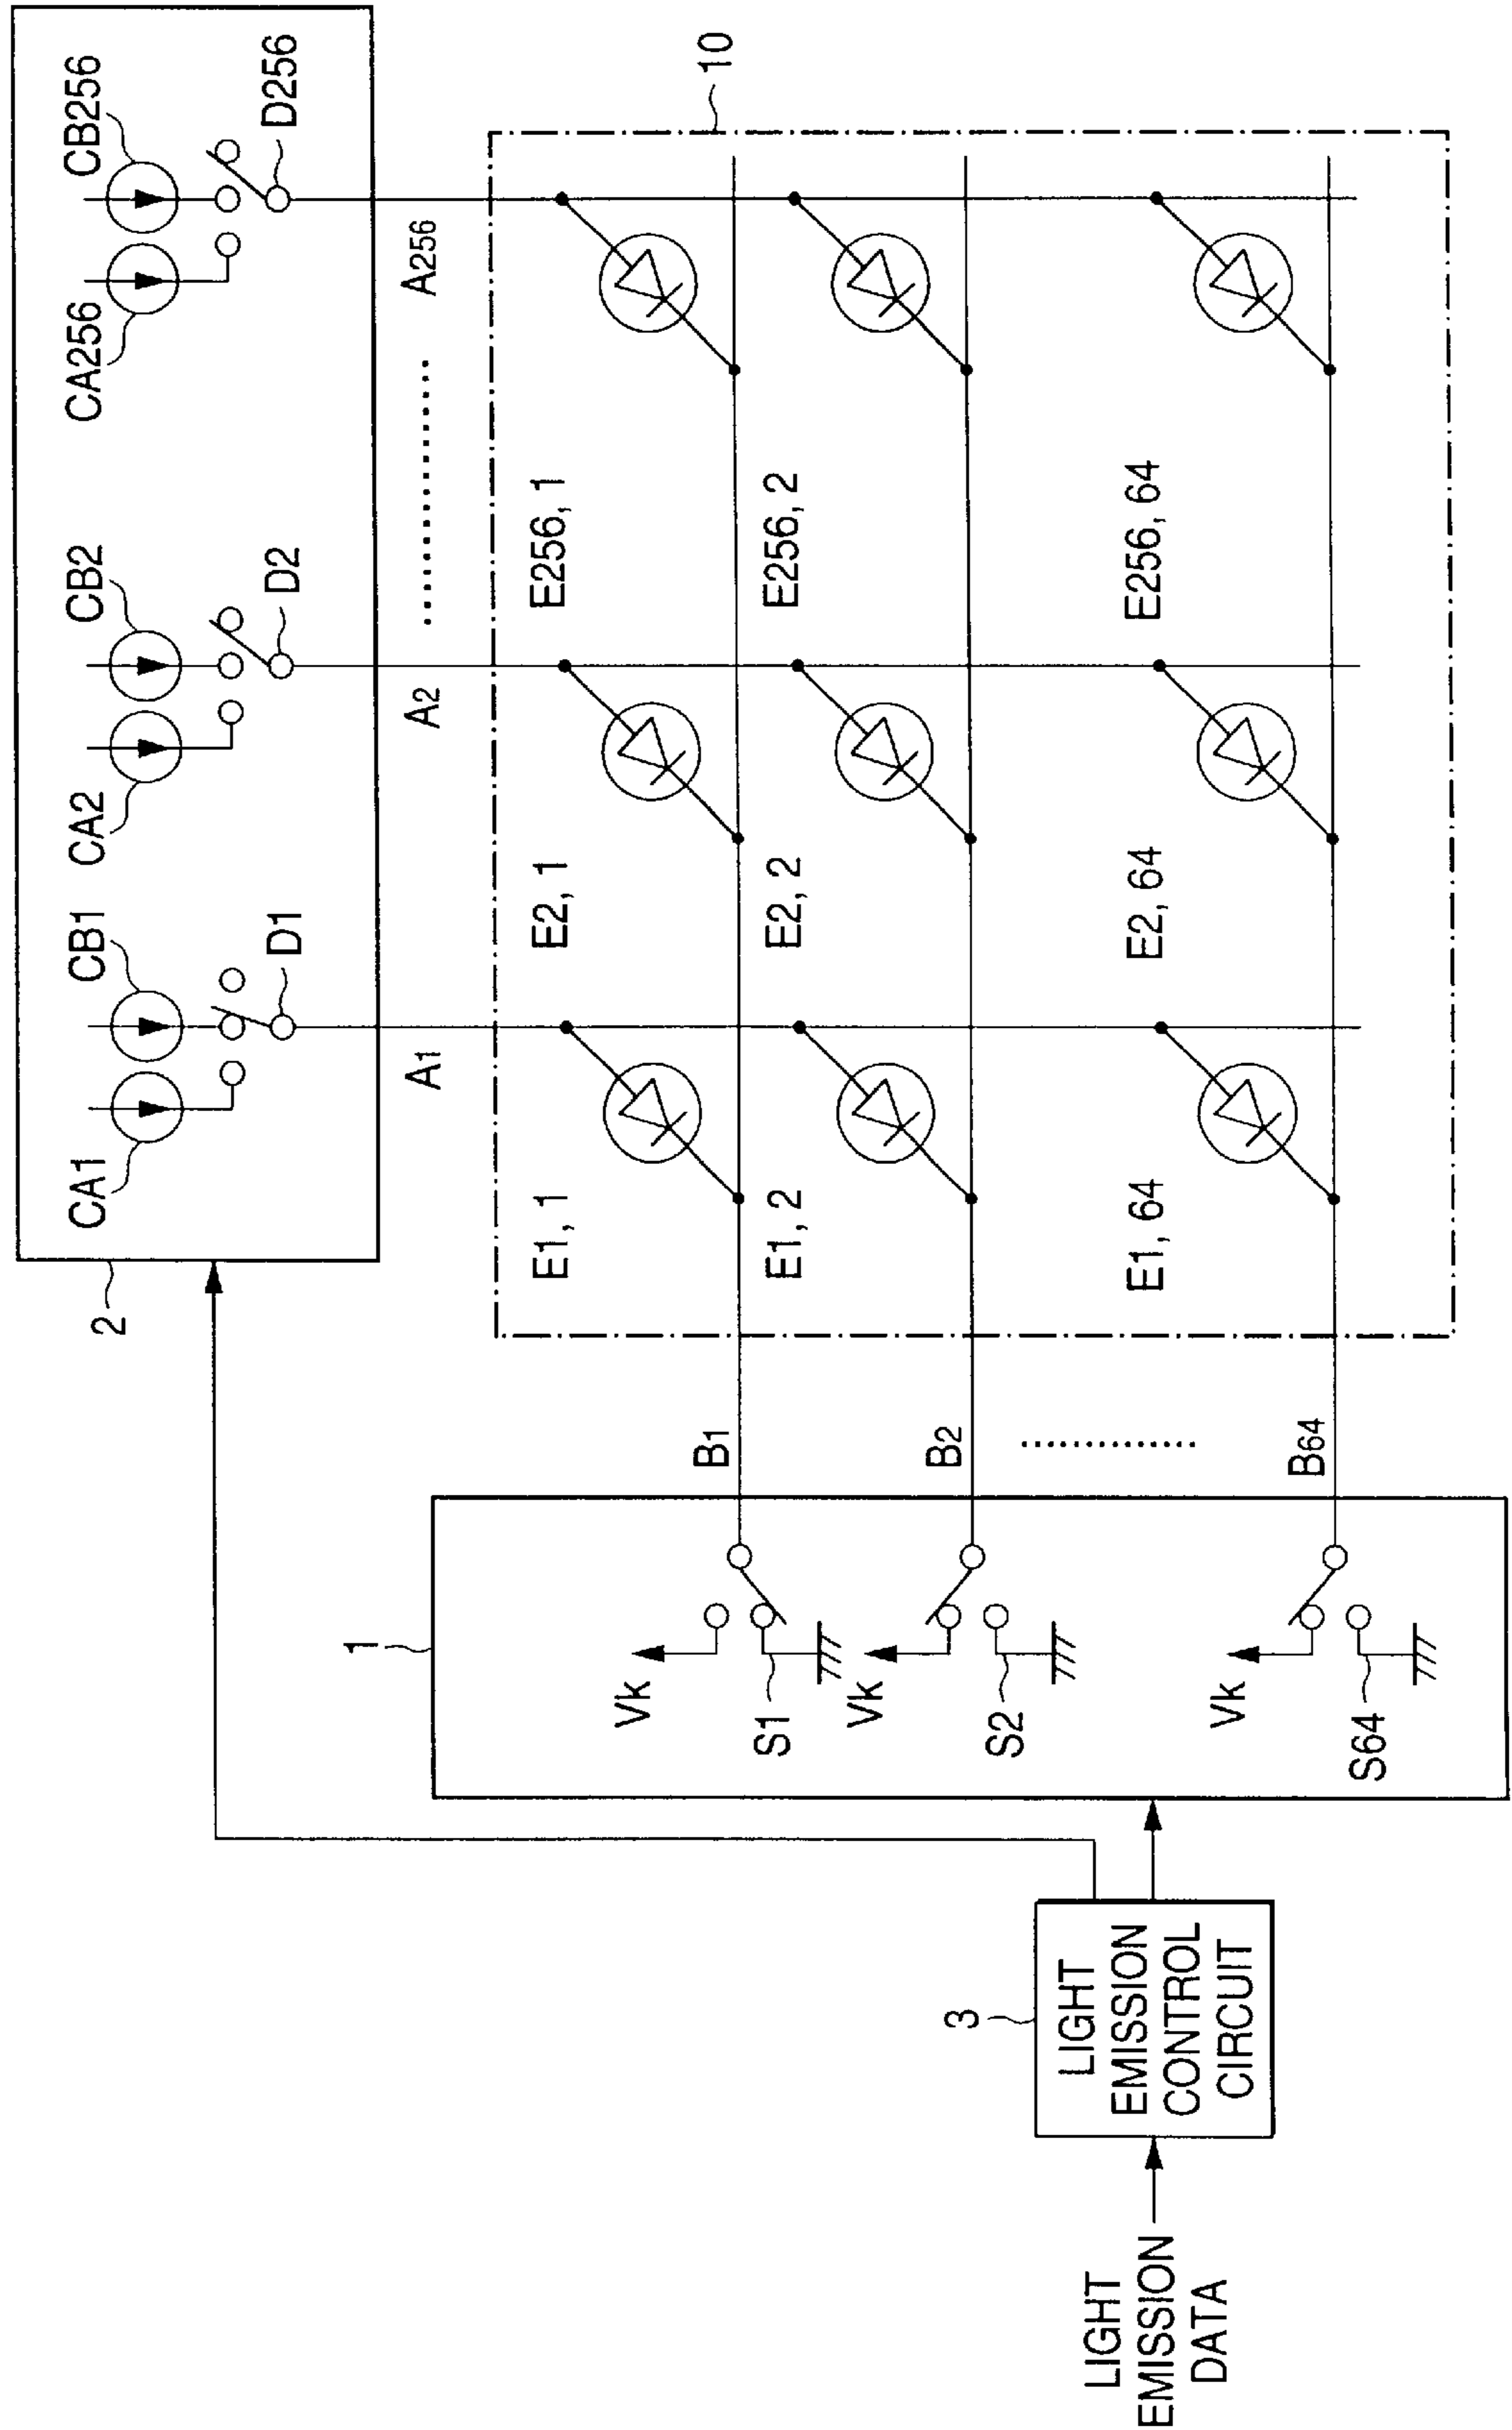 CA1
CB1
CA2
CB2
CA256
CB256
2
D1
D2
D256
A1
A2
............
A256
10
E1, 1
E2, 1
E256, 1
B1
E1, 2
E2, 2
E256, 2
B2
............
E1, 64
E2, 64
E256, 64
B64
1
Vk
S1
Vk
S2
Vk
S64
3
LIGHT
EMISSION
CONTROL
CIRCUIT
LIGHT
EMISSION
DATA